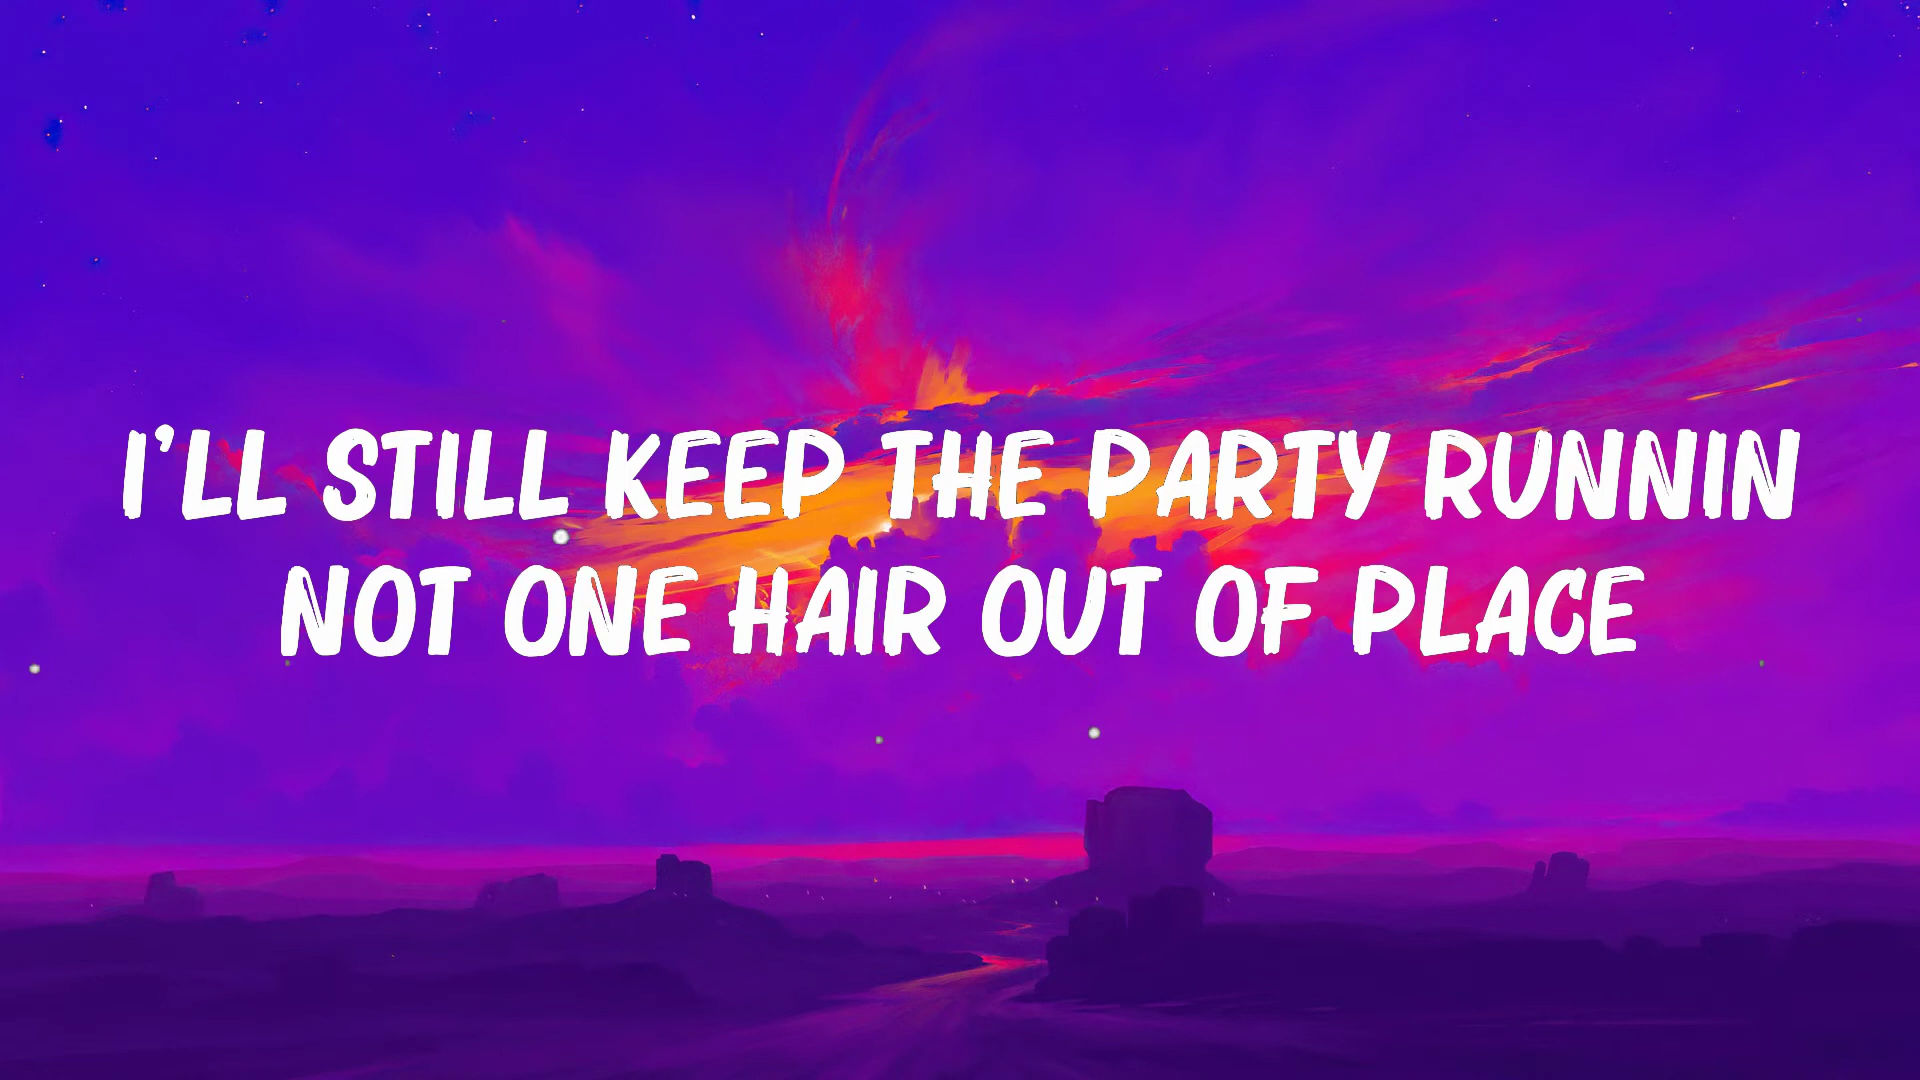 I'LL STILL KEEP THE PARTY RUNNIN
NOT ONE HAIR OUT OF PLACE